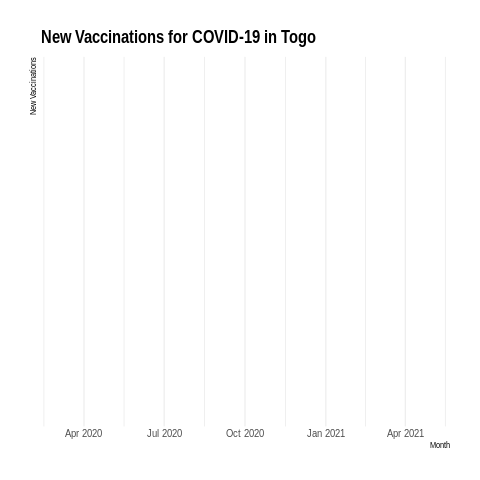 New Vaccinations for COVID-19 in Togo
New Vaccinations
Apr 2020
Jul 2020
Oct 2020
Jan 2021
Apr 2021
Month